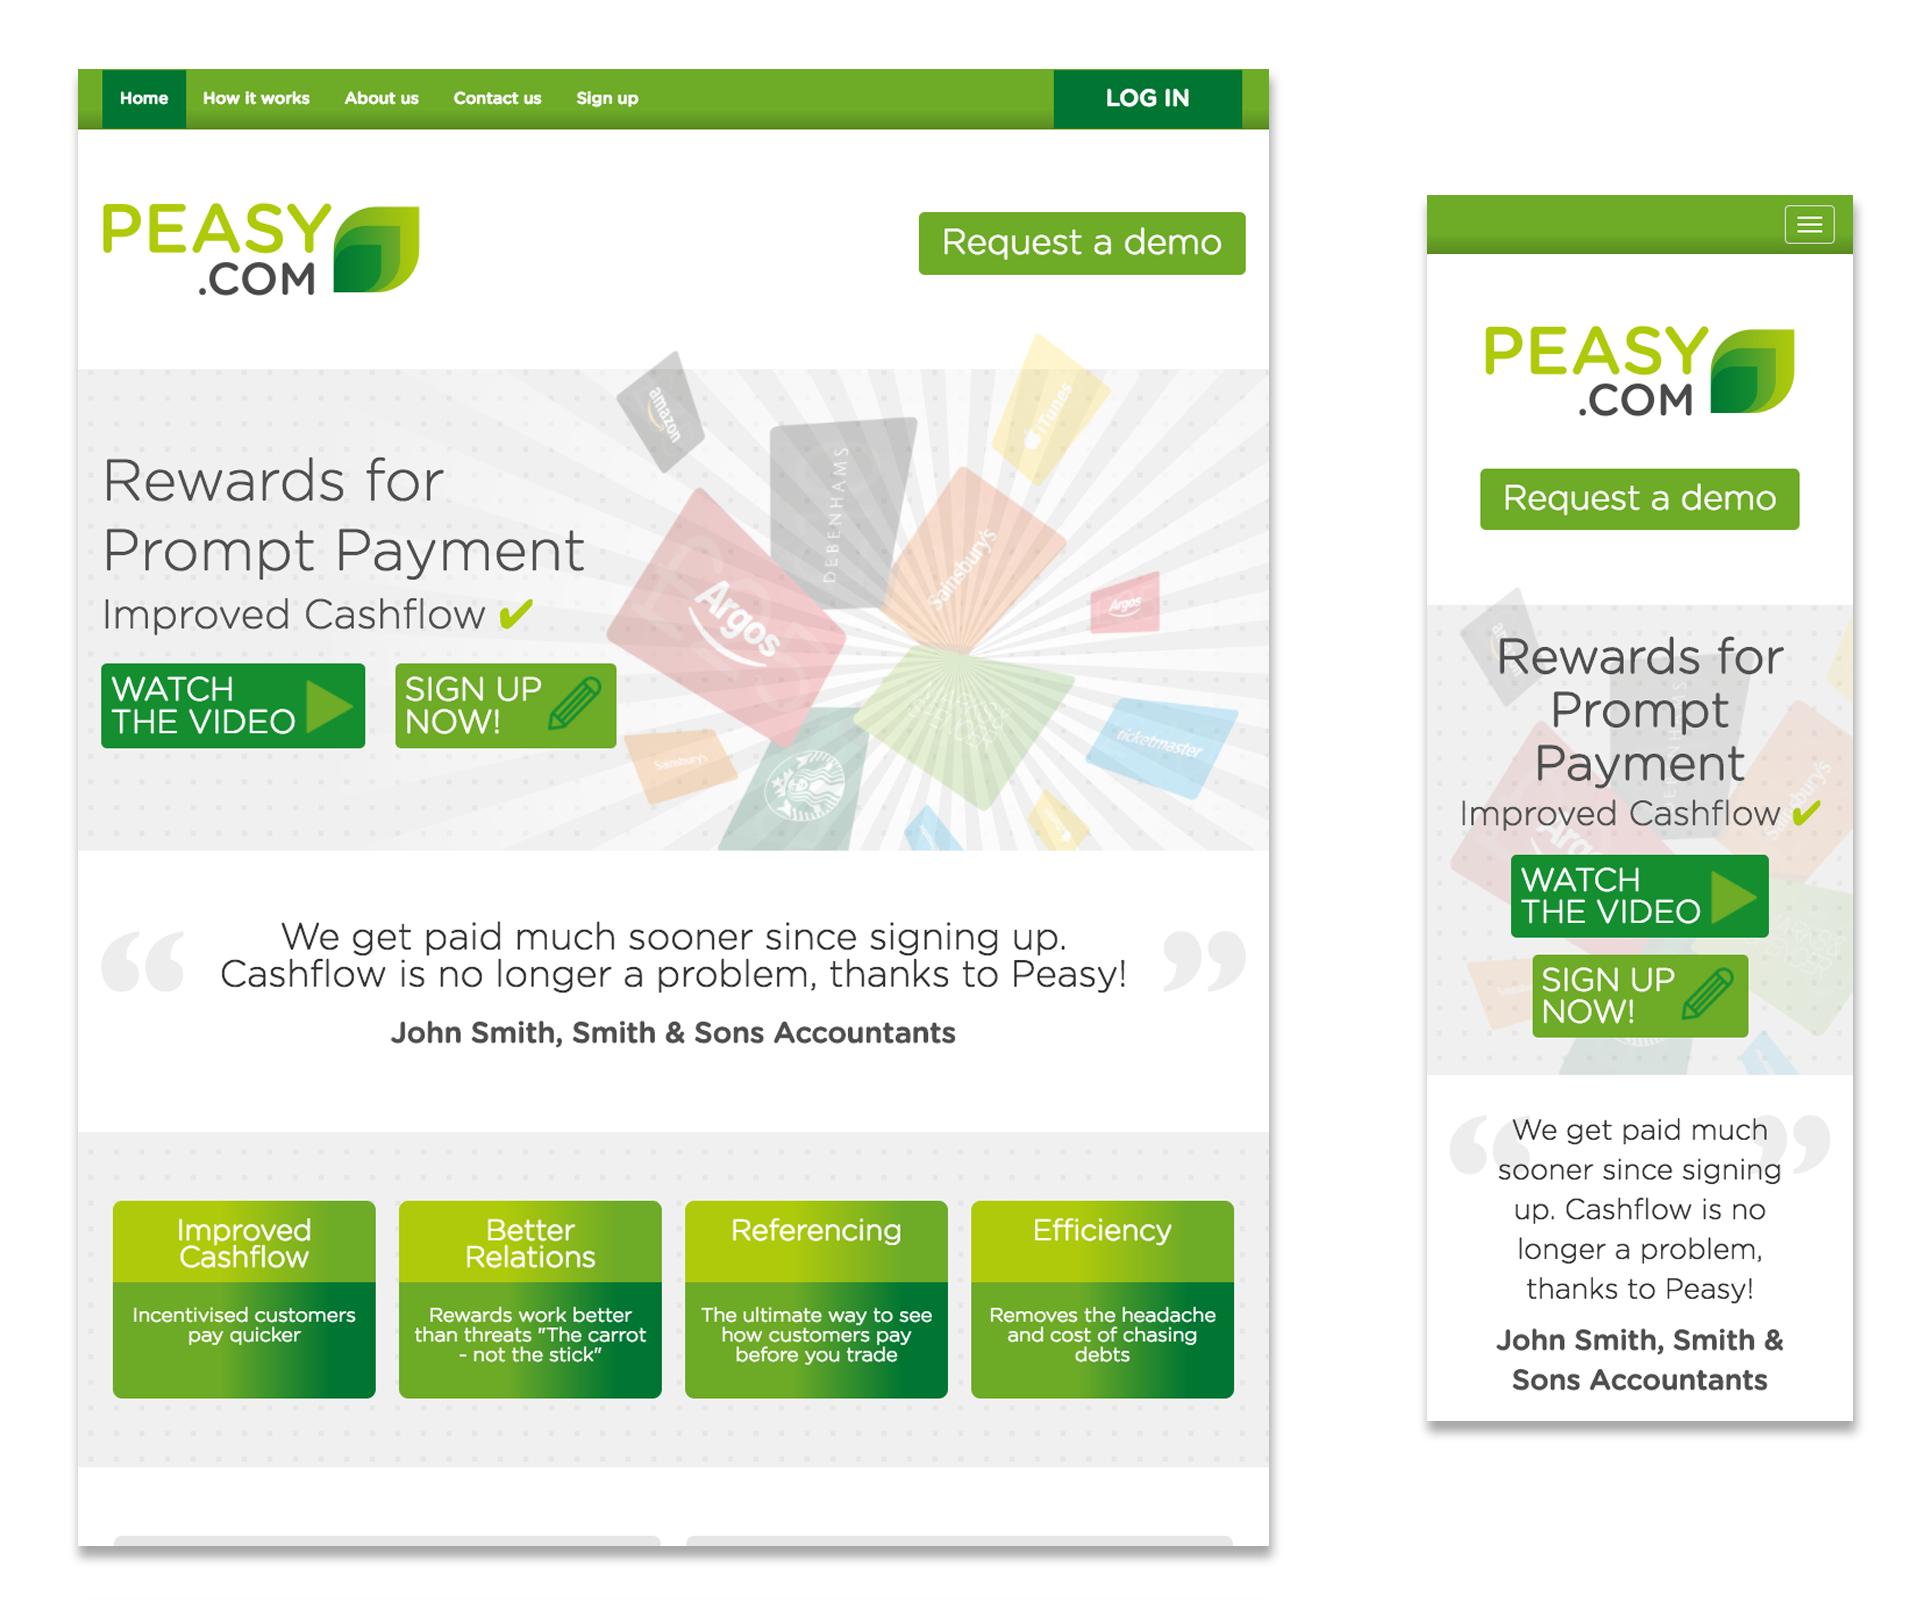 Home How it works About us Contact us Sign up LOG IN
PEASY
.COM
Request a demo
amazon
iTunes
DEBENHAMS
Sainsbury's
Argos
Argos
ticketmaster
Sainsbury's
Rewards for
Prompt Payment
Improved Cashflow ✔
WATCH
THE VIDEO
SIGN UP
NOW!
“ We get paid much sooner since signing up. ”
Cashflow is no longer a problem, thanks to Peasy!
John Smith, Smith & Sons Accountants
Improved
Cashflow
Incentivised customers
pay quicker
Better
Relations
Rewards work better
than threats "The carrot
- not the stick"
Referencing
The ultimate way to see
how customers pay
before you trade
Efficiency
Removes the headache
and cost of chasing
debts
PEASY
.COM
Request a demo
Rewards for
Prompt
Payment
Improved Cashflow ✔
Sainsbury's
WATCH
THE VIDEO
SIGN UP
NOW!
“ We get paid much ”
sooner since signing
up. Cashflow is no
longer a problem,
thanks to Peasy!
John Smith, Smith &
Sons Accountants